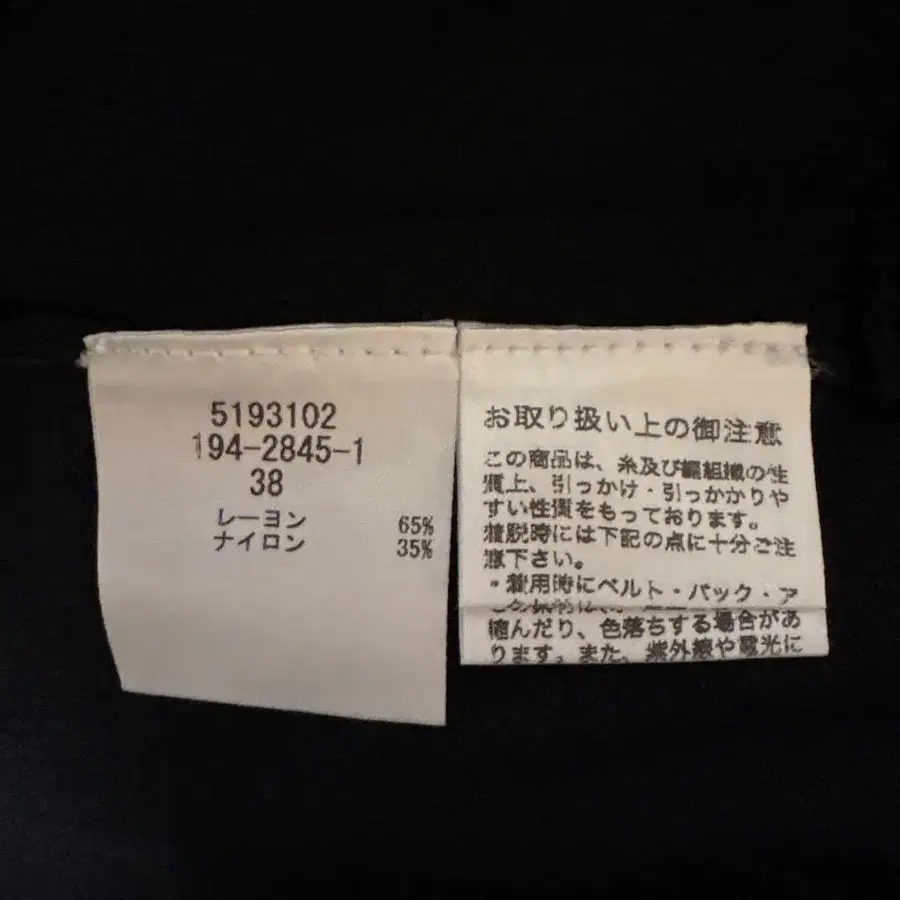 5193102
194-2845-1
38
レーヨン 65%
ナイロン 35%
お取り扱い上の御注意
この商品は、糸及び編組織の性
質上、引っかけ・引っかかりや
すい性質をもっております。
着脱時には下記の点に十分ご注
意下さい。
・着用時にベルト・バック・ア
縮んだり、色落ちする場合があ
ります。また、紫外線や電光に